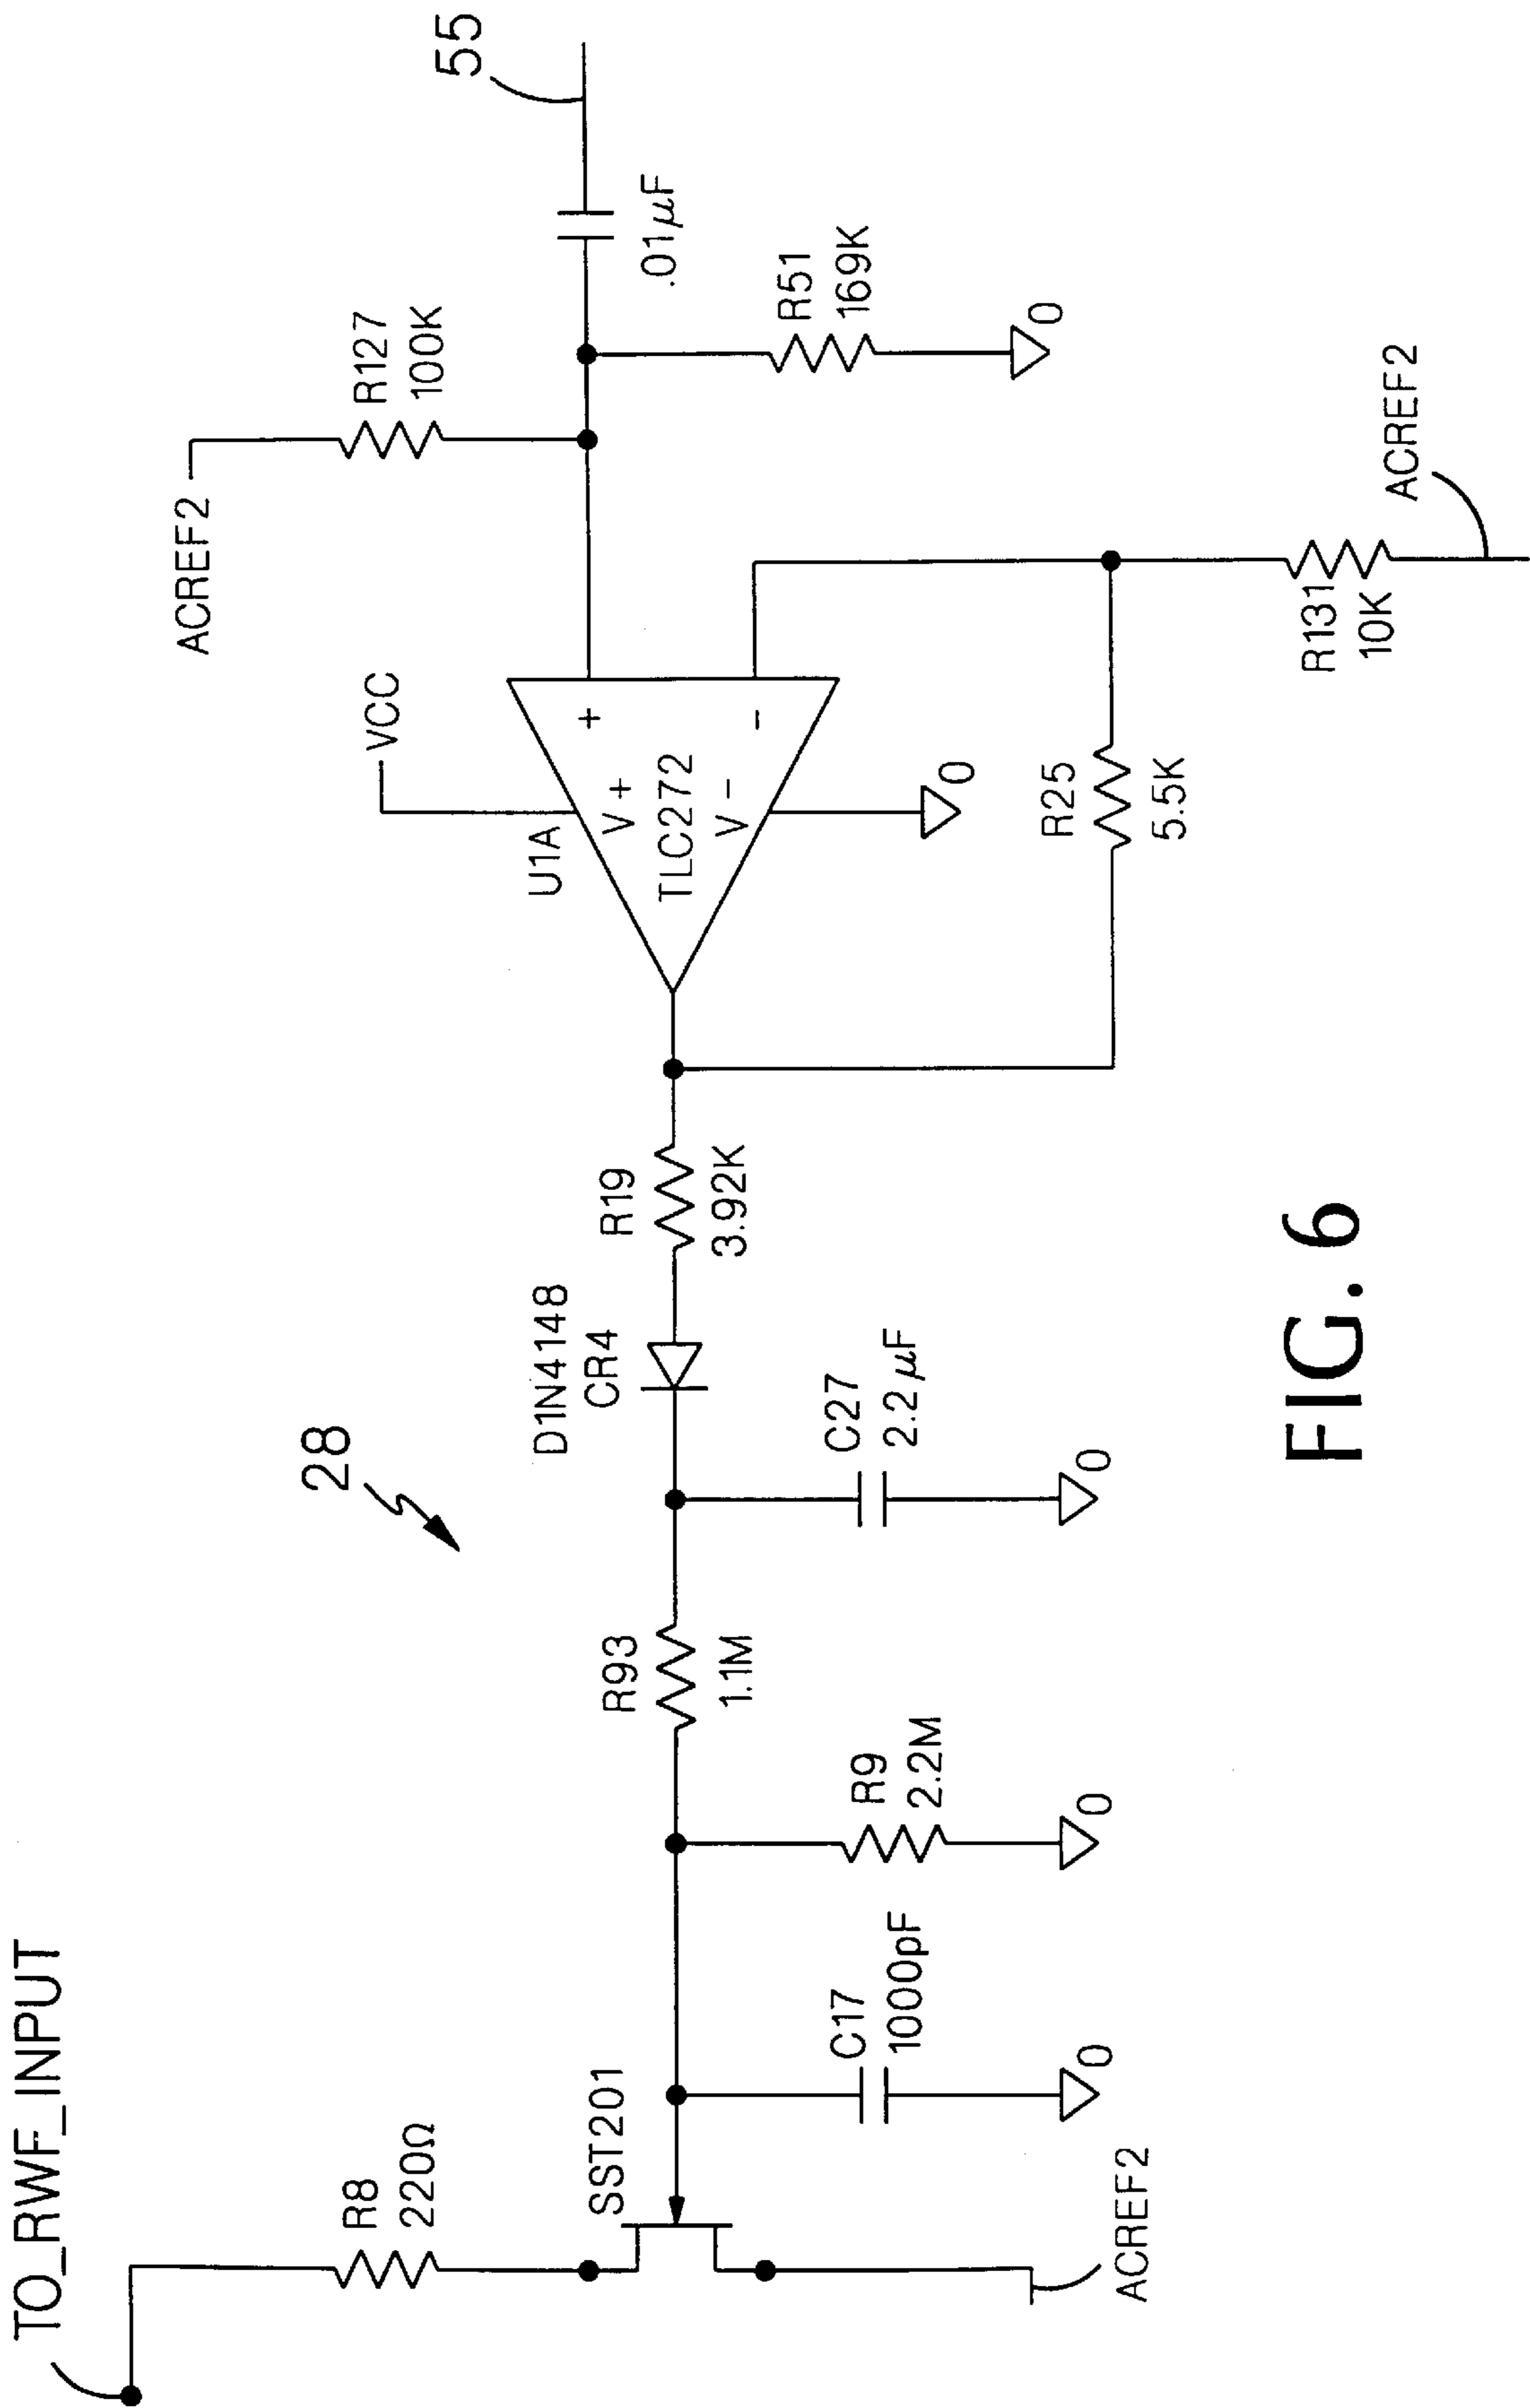 TO_RWF_INPUT
R8
220Ω
SST201
ACREF2
C17
1000pF
0
R9
2.2M
0
R93
1.1M
28
D1N4148
CR4
C27
2.2 µF
0
R19
3.92K
U1A
VCC
V+
TLC272
V-
+
-
0
R25
5.5K
ACREF2
R127
100K
R131
10K
ACREF2
R51
169K
0
.01µF
55
FIG. 6